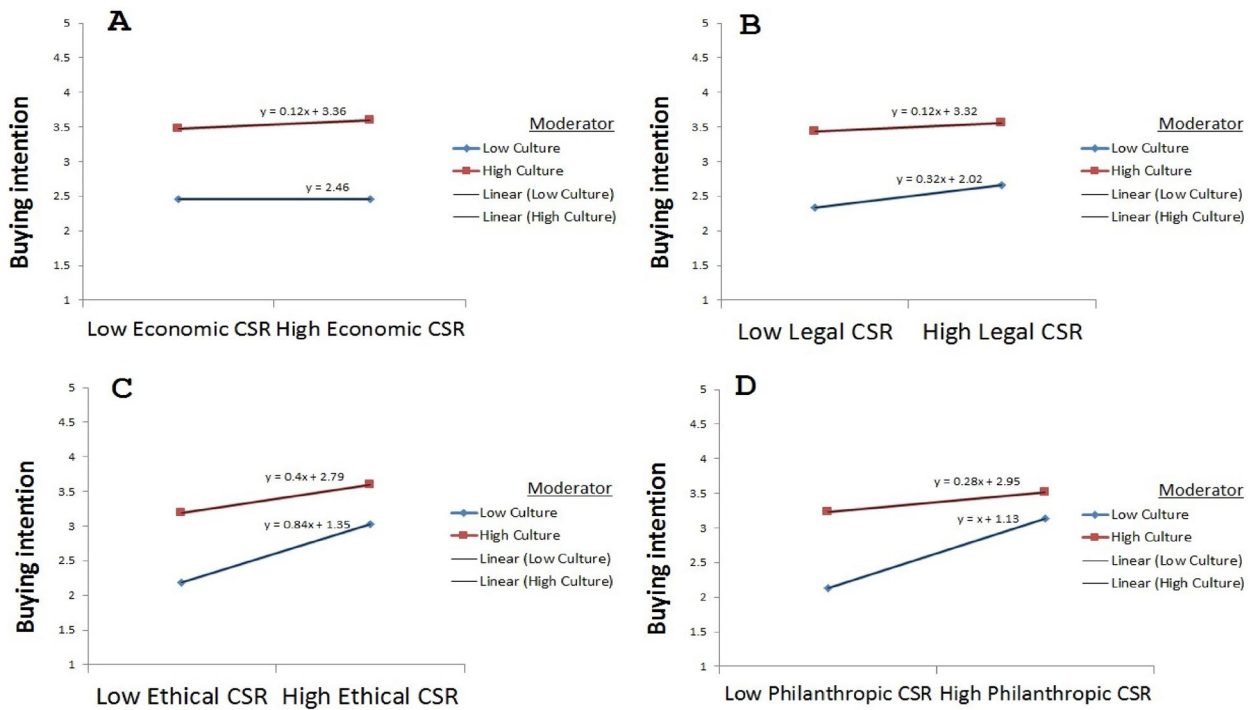 A
Buying intention
5
4.5
4
3.5
3
2.5
2
1.5
1
y = 0.12x + 3.36
y = 2.46
Moderator
Low Culture
High Culture
Linear (Low Culture)
Linear (High Culture)
Low Economic CSR High Economic CSR
B
Buying intention
5
4.5
4
3.5
3
2.5
2
1.5
1
y = 0.12x + 3.32
y = 0.32x + 2.02
Moderator
Low Culture
High Culture
Linear (Low Culture)
Linear (High Culture)
Low Legal CSR High Legal CSR
C
Buying intention
5
4.5
4
3.5
3
2.5
2
1.5
1
y = 0.4x + 2.79
y = 0.84x + 1.35
Moderator
Low Culture
High Culture
Linear (Low Culture)
Linear (High Culture)
Low Ethical CSR High Ethical CSR
D
Buying intention
5
4.5
4
3.5
3
2.5
2
1.5
1
y = 0.28x + 2.95
y = x + 1.13
Moderator
Low Culture
High Culture
Linear (Low Culture)
Linear (High Culture)
Low Philanthropic CSR High Philanthropic CSR